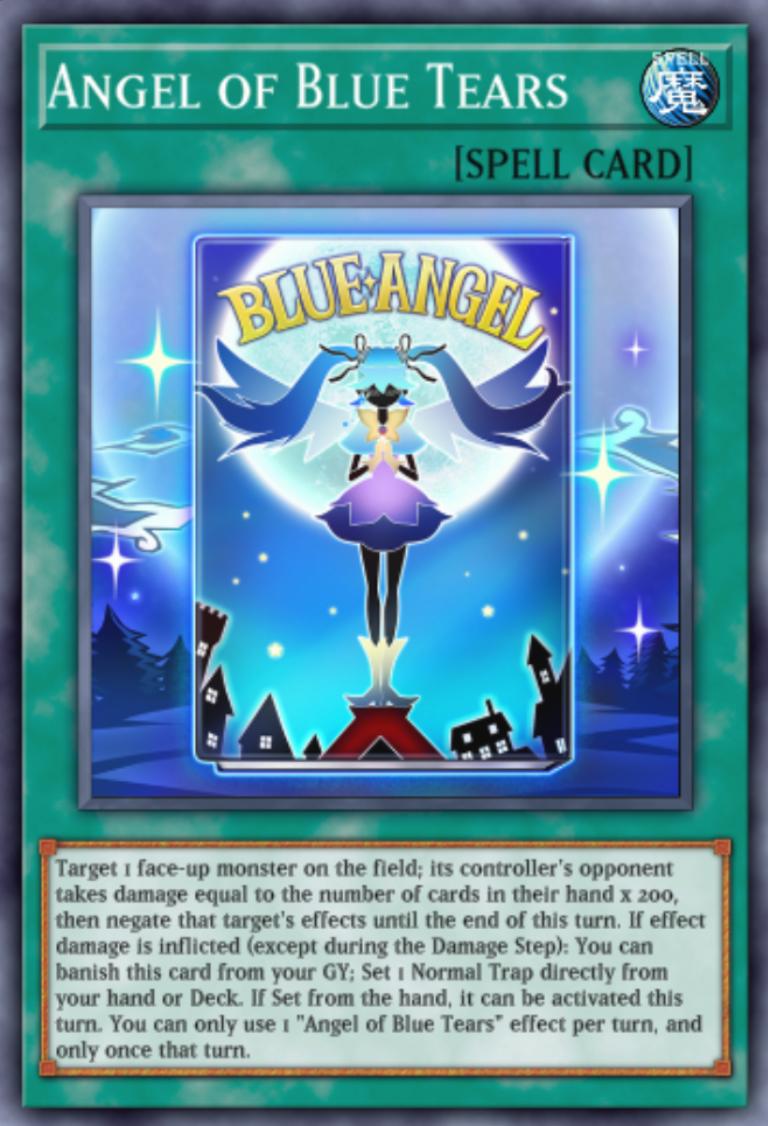 Angel of Blue Tears
SPELL
魔
[SPELL CARD]
BLUE✦ANGEL
Target 1 face-up monster on the field; its controller's opponent
takes damage equal to the number of cards in their hand x 200,
then negate that target's effects until the end of this turn. If effect
damage is inflicted (except during the Damage Step): You can
banish this card from your GY; Set 1 Normal Trap directly from
your hand or Deck. If Set from the hand, it can be activated this
turn. You can only use 1 "Angel of Blue Tears" effect per turn, and
only once that turn.